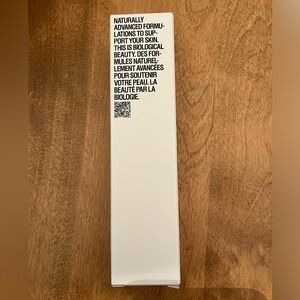 NATURALLY
ADVANCED FORMU-
LATIONS TO SUP-
PORT YOUR SKIN.
THIS IS BIOLOGICAL
BEAUTY. DES FOR-
MULES NATUREL-
LEMENT AVANCÉES
POUR SOUTENIR
VOTRE PEAU. LA
BEAUTÉ PAR LA
BIOLOGIE.